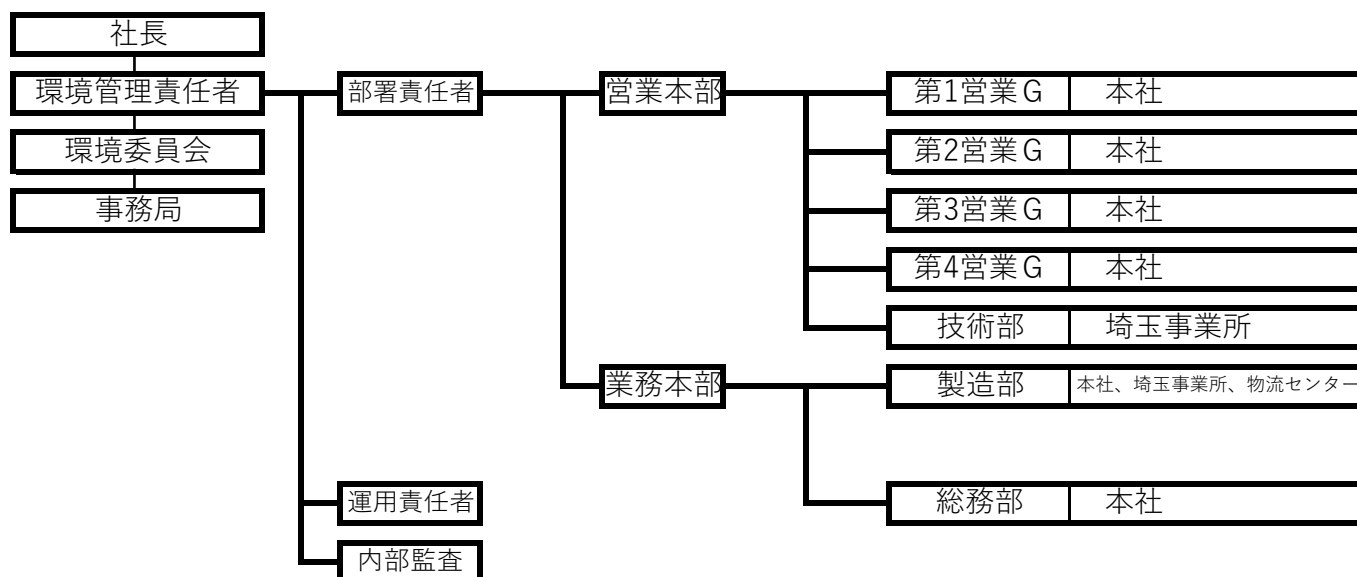 社長
環境管理責任者 部署責任者 営業本部 第1営業G 本社
環境委員会 第2営業G 本社
事務局 第3営業G 本社
第4営業G 本社
技術部 埼玉事業所
業務本部 製造部 本社、埼玉事業所、物流センター
運用責任者 総務部 本社
内部監査